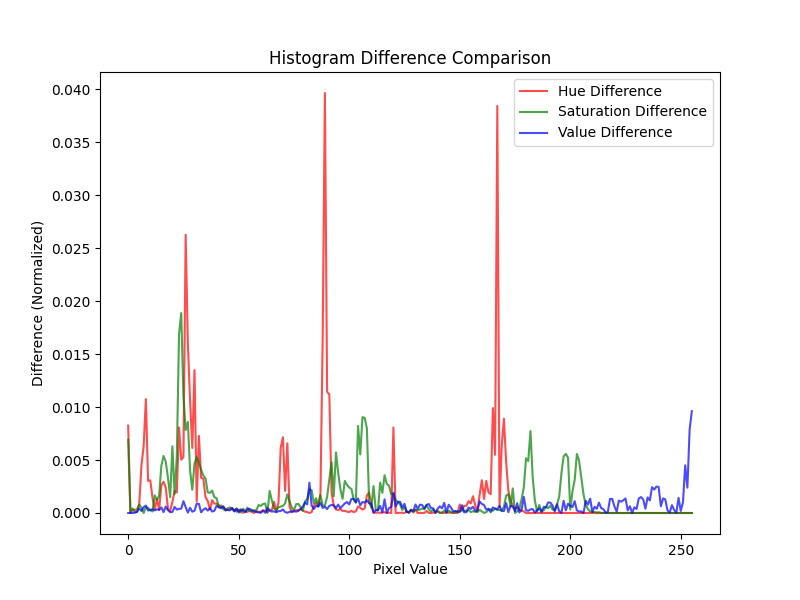 Histogram Difference Comparison
Hue Difference
Saturation Difference
Value Difference
Difference (Normalized)
0.040
0.035
0.030
0.025
0.020
0.015
0.010
0.005
0.000
0 50 100 150 200 250
Pixel Value